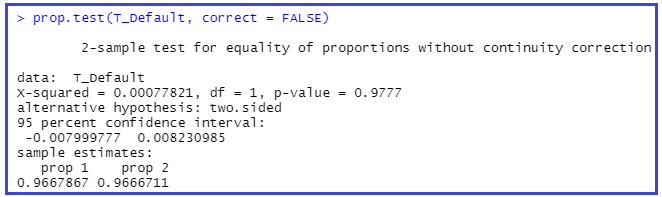 > prop.test(T_Default, correct = FALSE)
2-sample test for equality of proportions without continuity correction
data:  T_Default
X-squared = 0.00077821, df = 1, p-value = 0.9777
alternative hypothesis: two.sided
95 percent confidence interval:
-0.007999777  0.008230985
sample estimates:
prop 1    prop 2
0.9667867 0.9666711